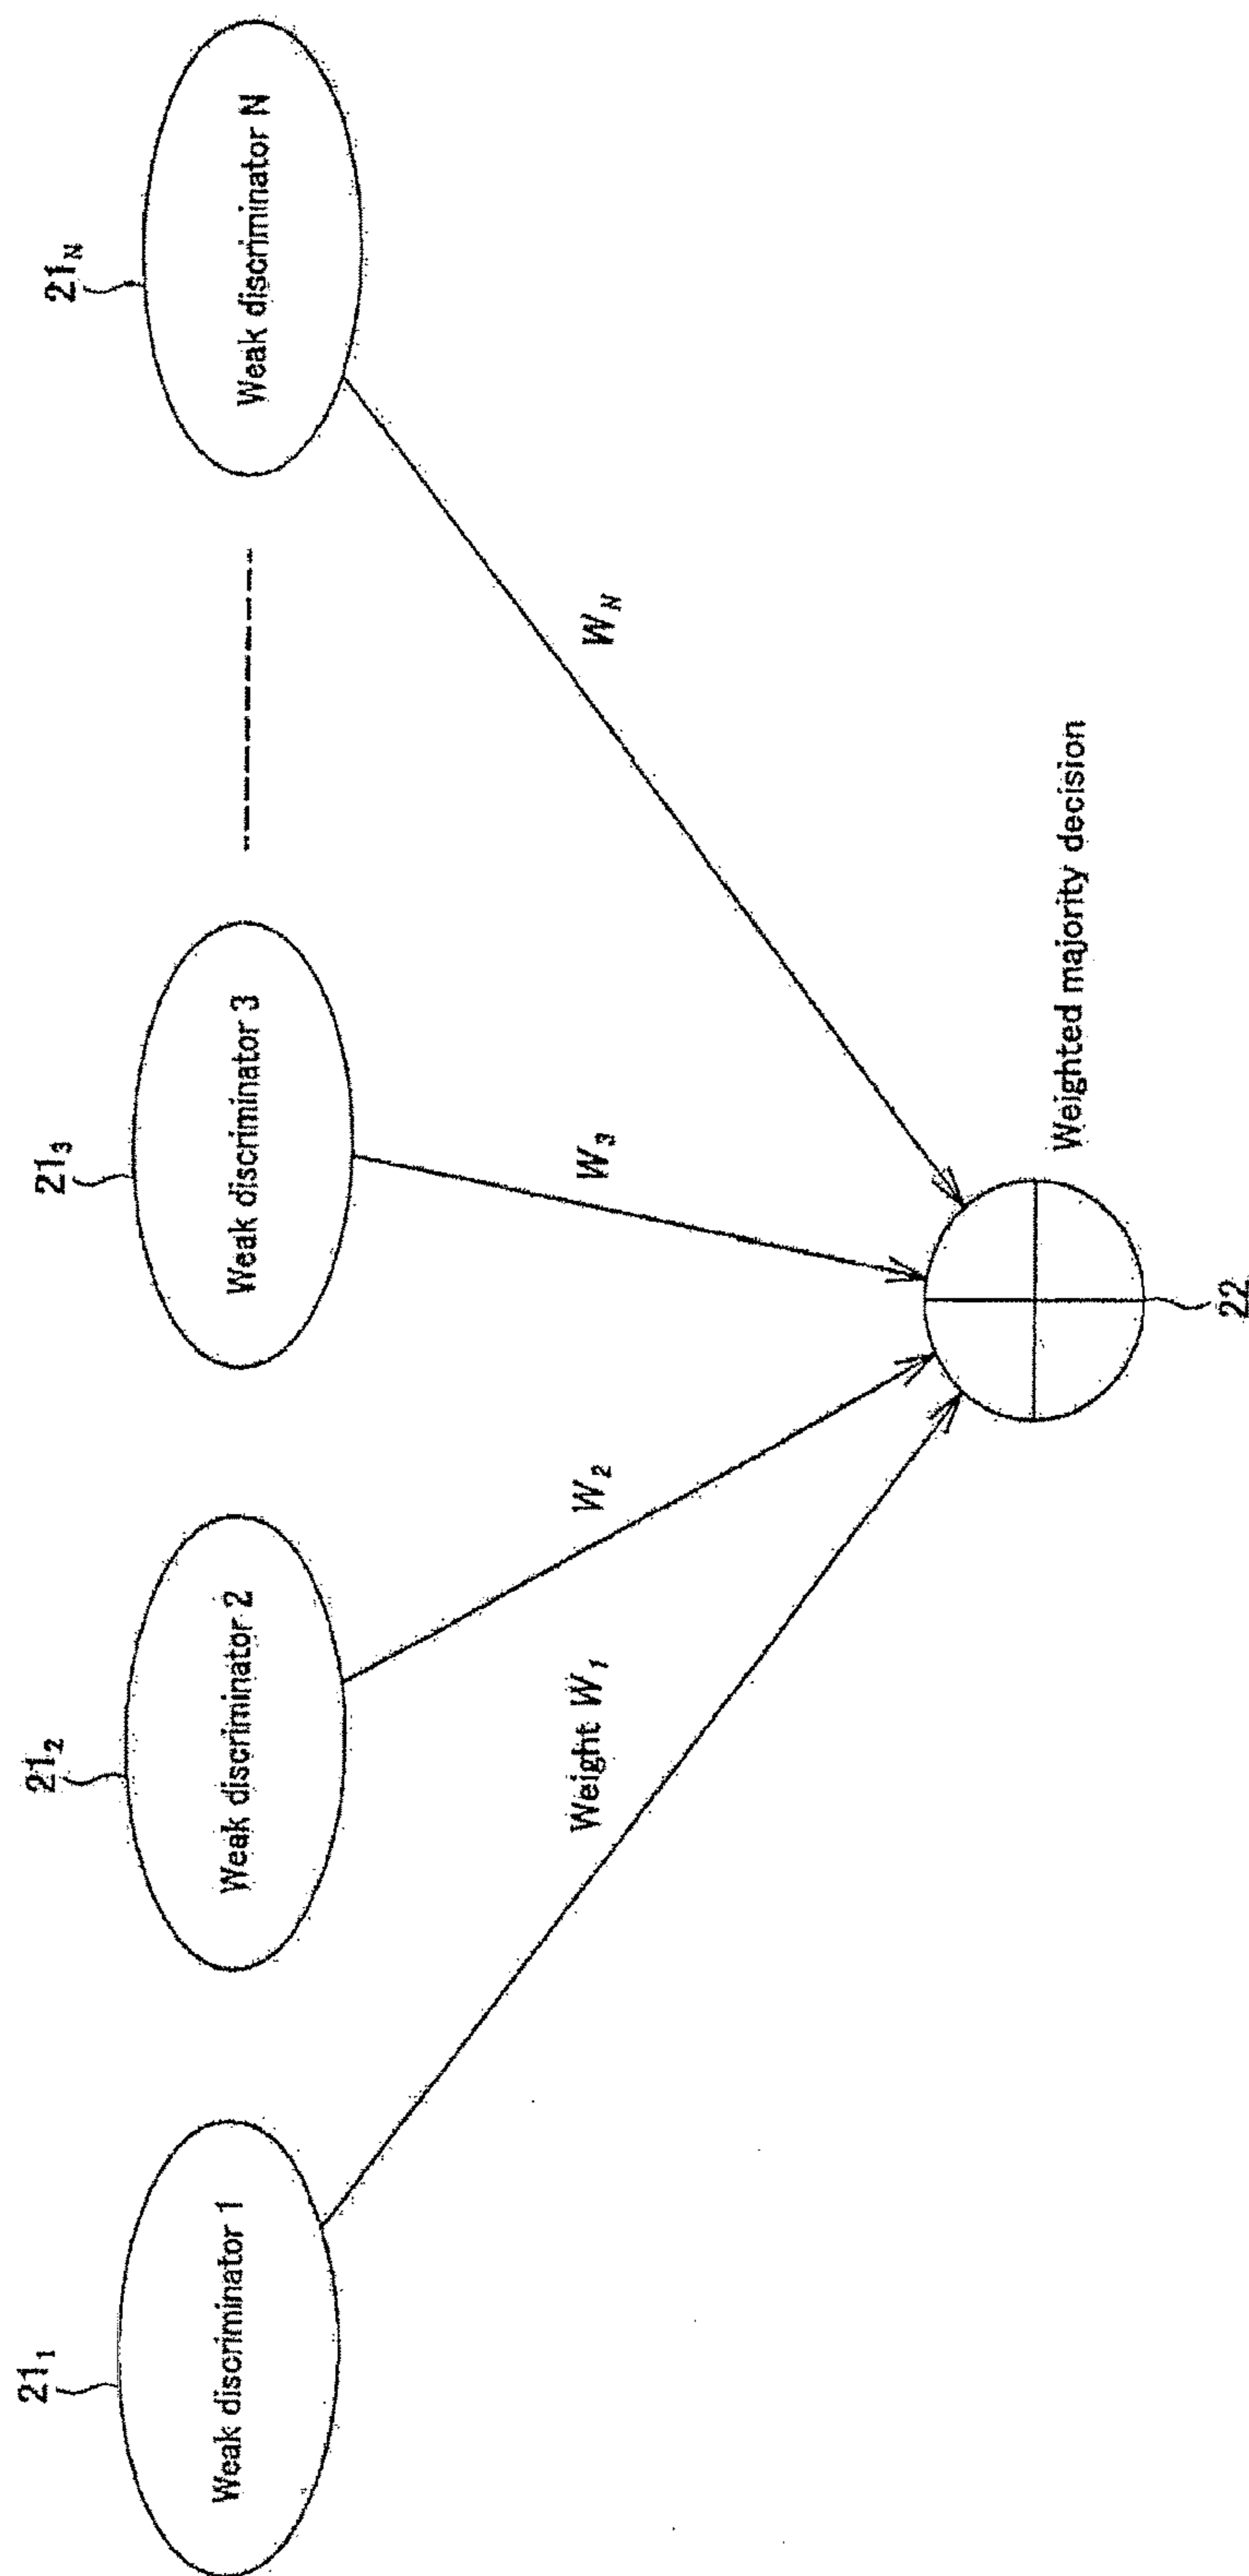 21₁
21₂
21₃
21N
Weak discriminator 1
Weak discriminator 2
Weak discriminator 3
Weak discriminator N
Weight W₁
W₂
W₃
WN
Weighted majority decision
22